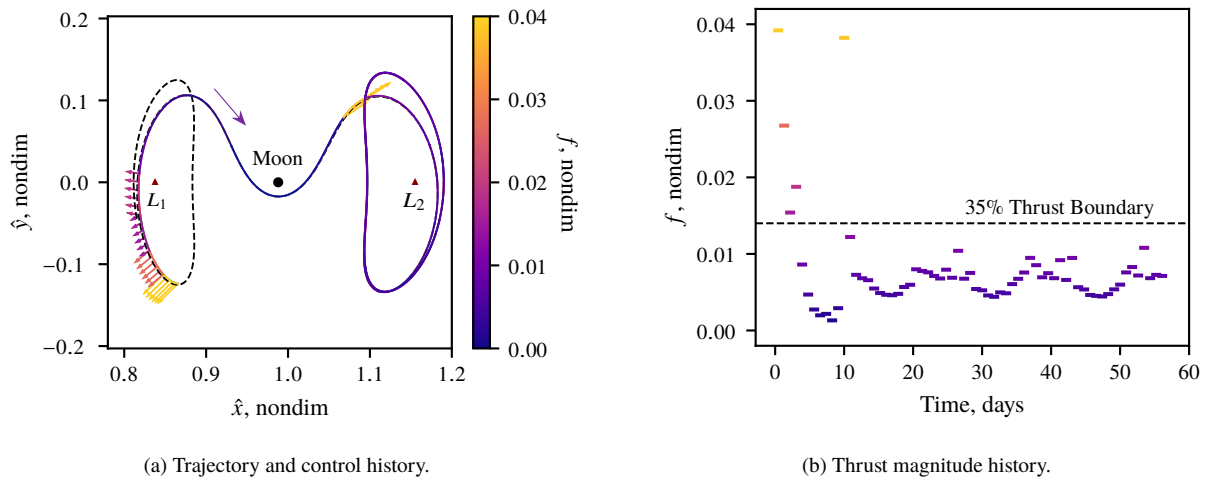 0.2
0.1
0.0
−0.1
−0.2
ŷ, nondim
0.8
0.9
1.0
1.1
1.2
x̂, nondim
Moon
L₁
L₂
0.04
0.03
0.02
0.01
0.00
f, nondim
(a) Trajectory and control history.
0.04
0.03
0.02
0.01
0.00
f, nondim
35% Thrust Boundary
0
10
20
30
40
50
60
Time, days
(b) Thrust magnitude history.